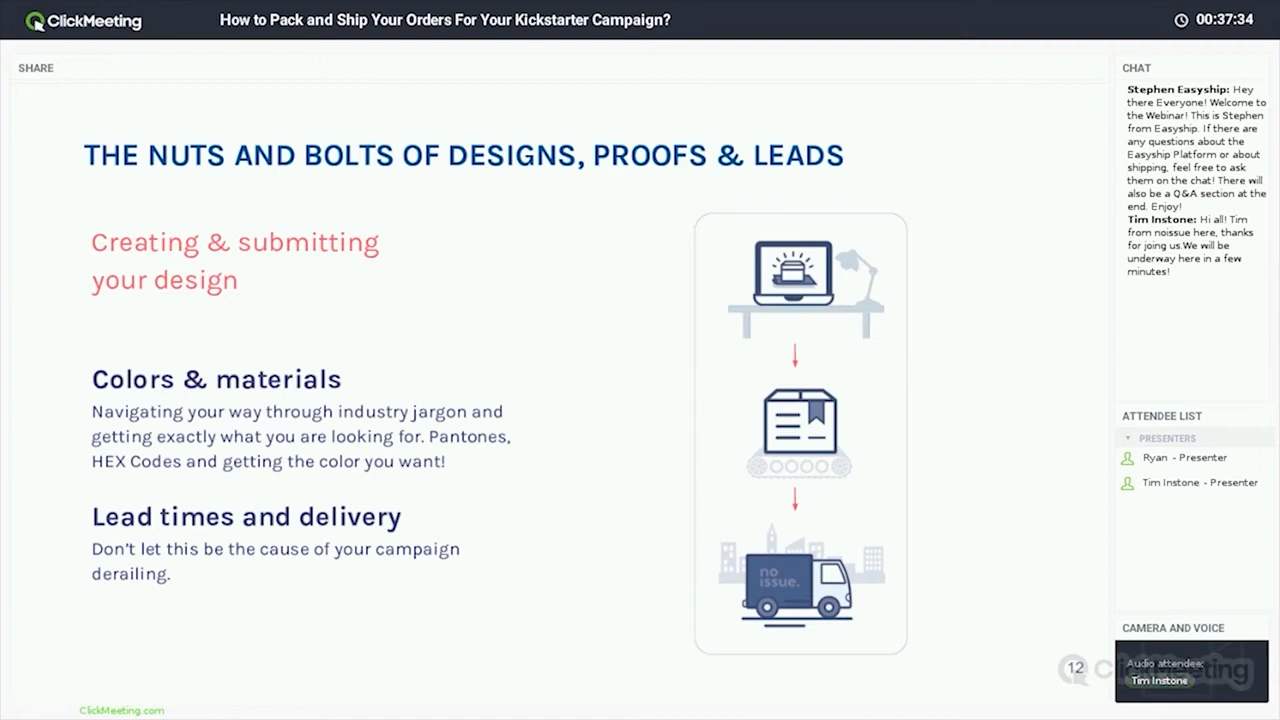 ClickMeeting
How to Pack and Ship Your Orders For Your Kickstarter Campaign?
00:37:34
SHARE
THE NUTS AND BOLTS OF DESIGNS, PROOFS & LEADS
Creating & submitting
your design
Colors & materials
Navigating your way through industry jargon and
getting exactly what you are looking for. Pantones,
HEX Codes and getting the color you want!
Lead times and delivery
Don't let this be the cause of your campaign
derailing.
no
issue.
12
ClickMeeting.com
CHAT
Stephen Easyship: Hey
there Everyone! Welcome to
the Webinar! This is Stephen
from Easyship. If there are
any questions about the
Easyship Platform or about
shipping, feel free to ask
them on the chat! There will
also be a Q&A section at the
end. Enjoy!
Tim Instone: Hi all! Tim
from noissue here, thanks
for joing us.We will be
underway here in a few
minutes!
ATTENDEE LIST
PRESENTERS
Ryan - Presenter
Tim Instone - Presenter
CAMERA AND VOICE
Audio attendee:
Tim Instone
ClickMeeting